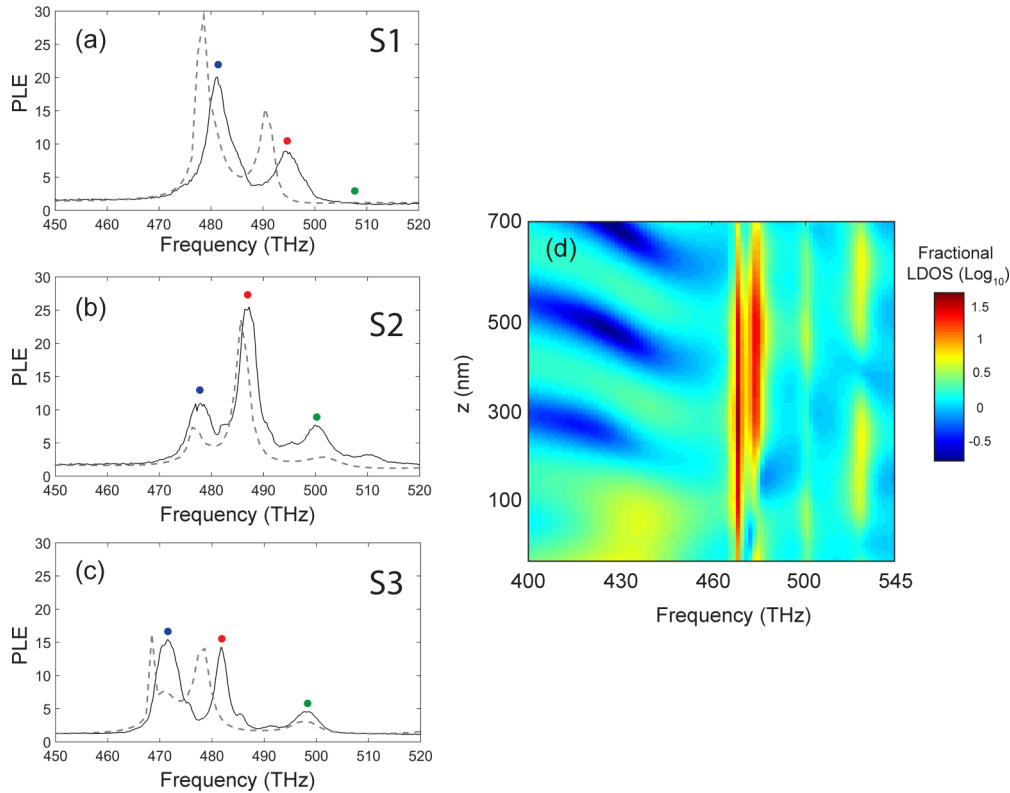 (a)
S1
PLE
30
25
20
15
10
5
0
450 460 470 480 490 500 510 520
Frequency (THz)
(b)
S2
PLE
30
25
20
15
10
5
0
450 460 470 480 490 500 510 520
Frequency (THz)
(c)
S3
PLE
30
25
20
15
10
5
0
450 460 470 480 490 500 510 520
Frequency (THz)
(d)
z (nm)
700
500
300
100
400 430 460 500 545
Frequency (THz)
Fractional
LDOS (Log10)
1.5
1
0.5
0
-0.5